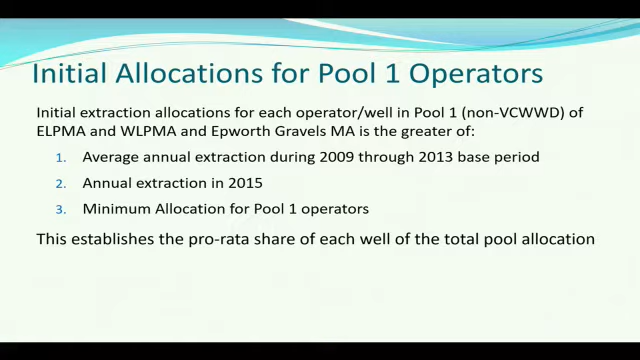 Initial Allocations for Pool 1 Operators
Initial extraction allocations for each operator/well in Pool 1 (non-VCWWD) of
ELPMA and WLPMA and Epworth Gravels MA is the greater of:
1. Average annual extraction during 2009 through 2013 base period
2. Annual extraction in 2015
3. Minimum Allocation for Pool 1 operators
This establishes the pro-rata share of each well of the total pool allocation